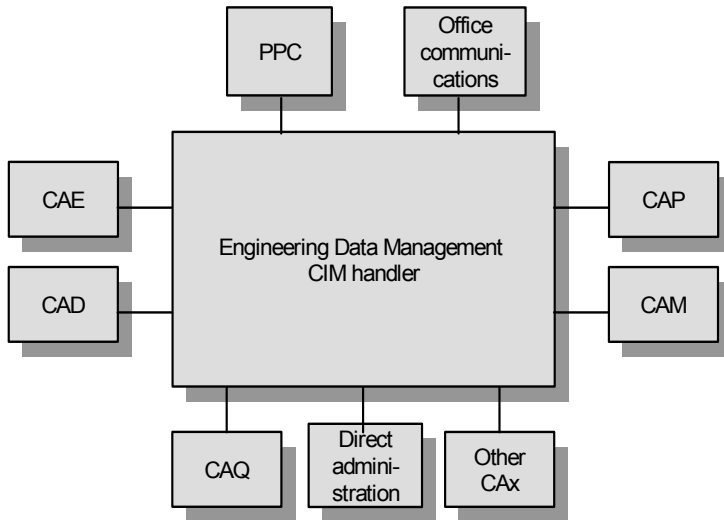 PPC
Office
communi-
cations
CAE
CAP
Engineering Data Management
CIM handler
CAD
CAM
CAQ
Direct
admini-
stration
Other
CAx